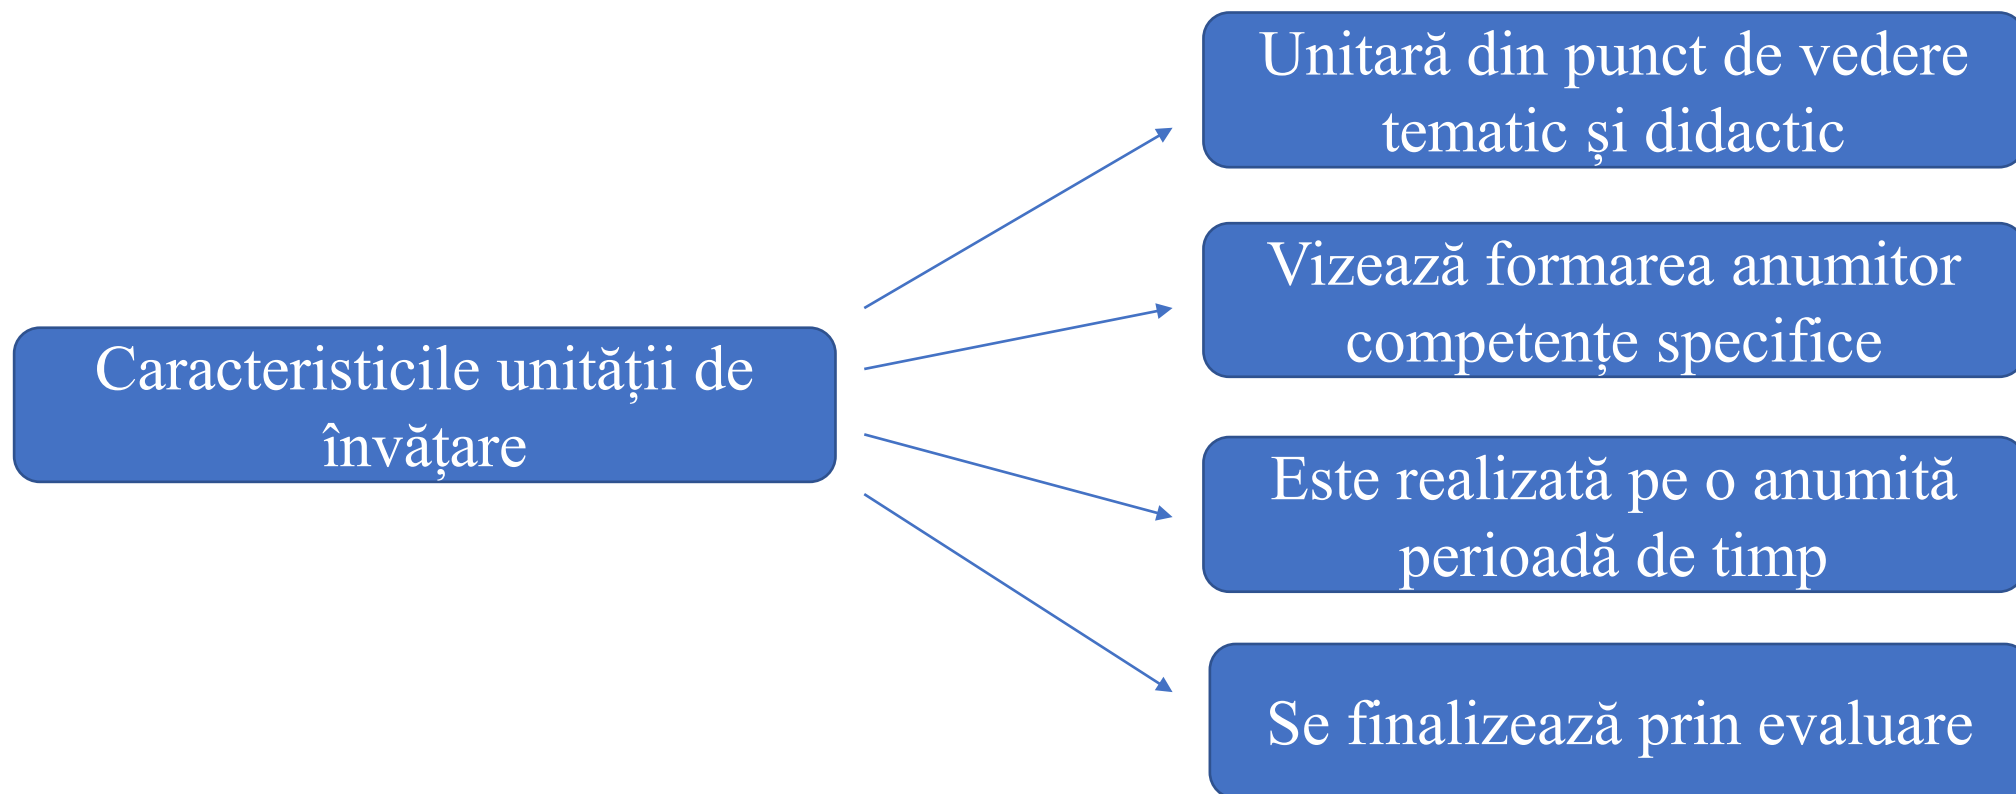 Unitară din punct de vedere
tematic și didactic
Vizează formarea anumitor
competențe specifice
Caracteristicile unității de
învățare
Este realizată pe o anumită
perioadă de timp
Se finalizează prin evaluare